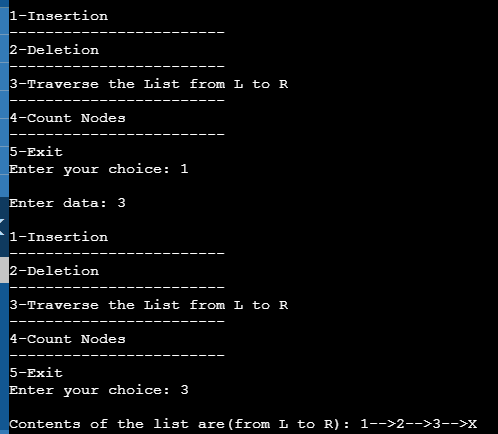 1-Insertion
------------------------
2-Deletion
------------------------
3-Traverse the List from L to R
------------------------
4-Count Nodes
------------------------
5-Exit
Enter your choice: 1
Enter data: 3
1-Insertion
------------------------
2-Deletion
------------------------
3-Traverse the List from L to R
------------------------
4-Count Nodes
------------------------
5-Exit
Enter your choice: 3
Contents of the list are(from L to R): 1-->2-->3-->X